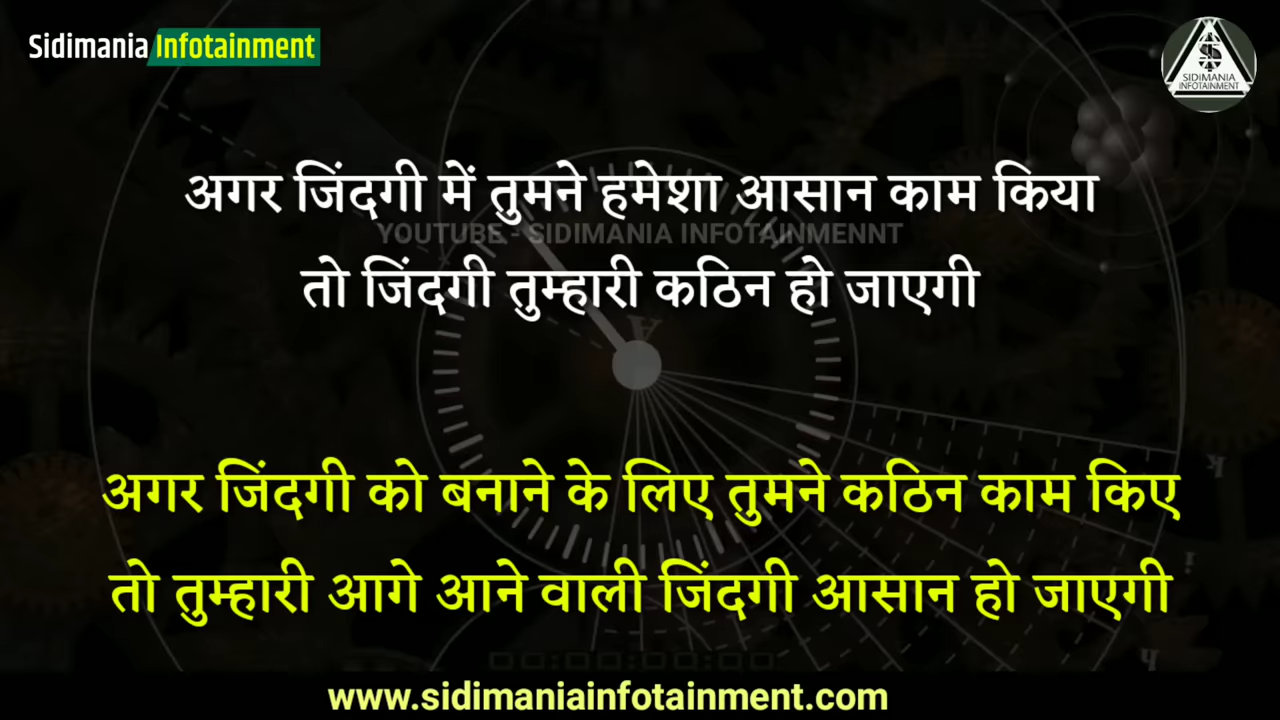 Sidimania Infotainment
SIDIMANIA
INFOTAINMENT
अगर जिंदगी में तुमने हमेशा आसान काम किया
YOUTUBE - SIDIMANIA INFOTAINMENNT
तो जिंदगी तुम्हारी कठिन हो जाएगी
अगर जिंदगी को बनाने के लिए तुमने कठिन काम किए
तो तुम्हारी आगे आने वाली जिंदगी आसान हो जाएगी
www.sidimaniainfotainment.com